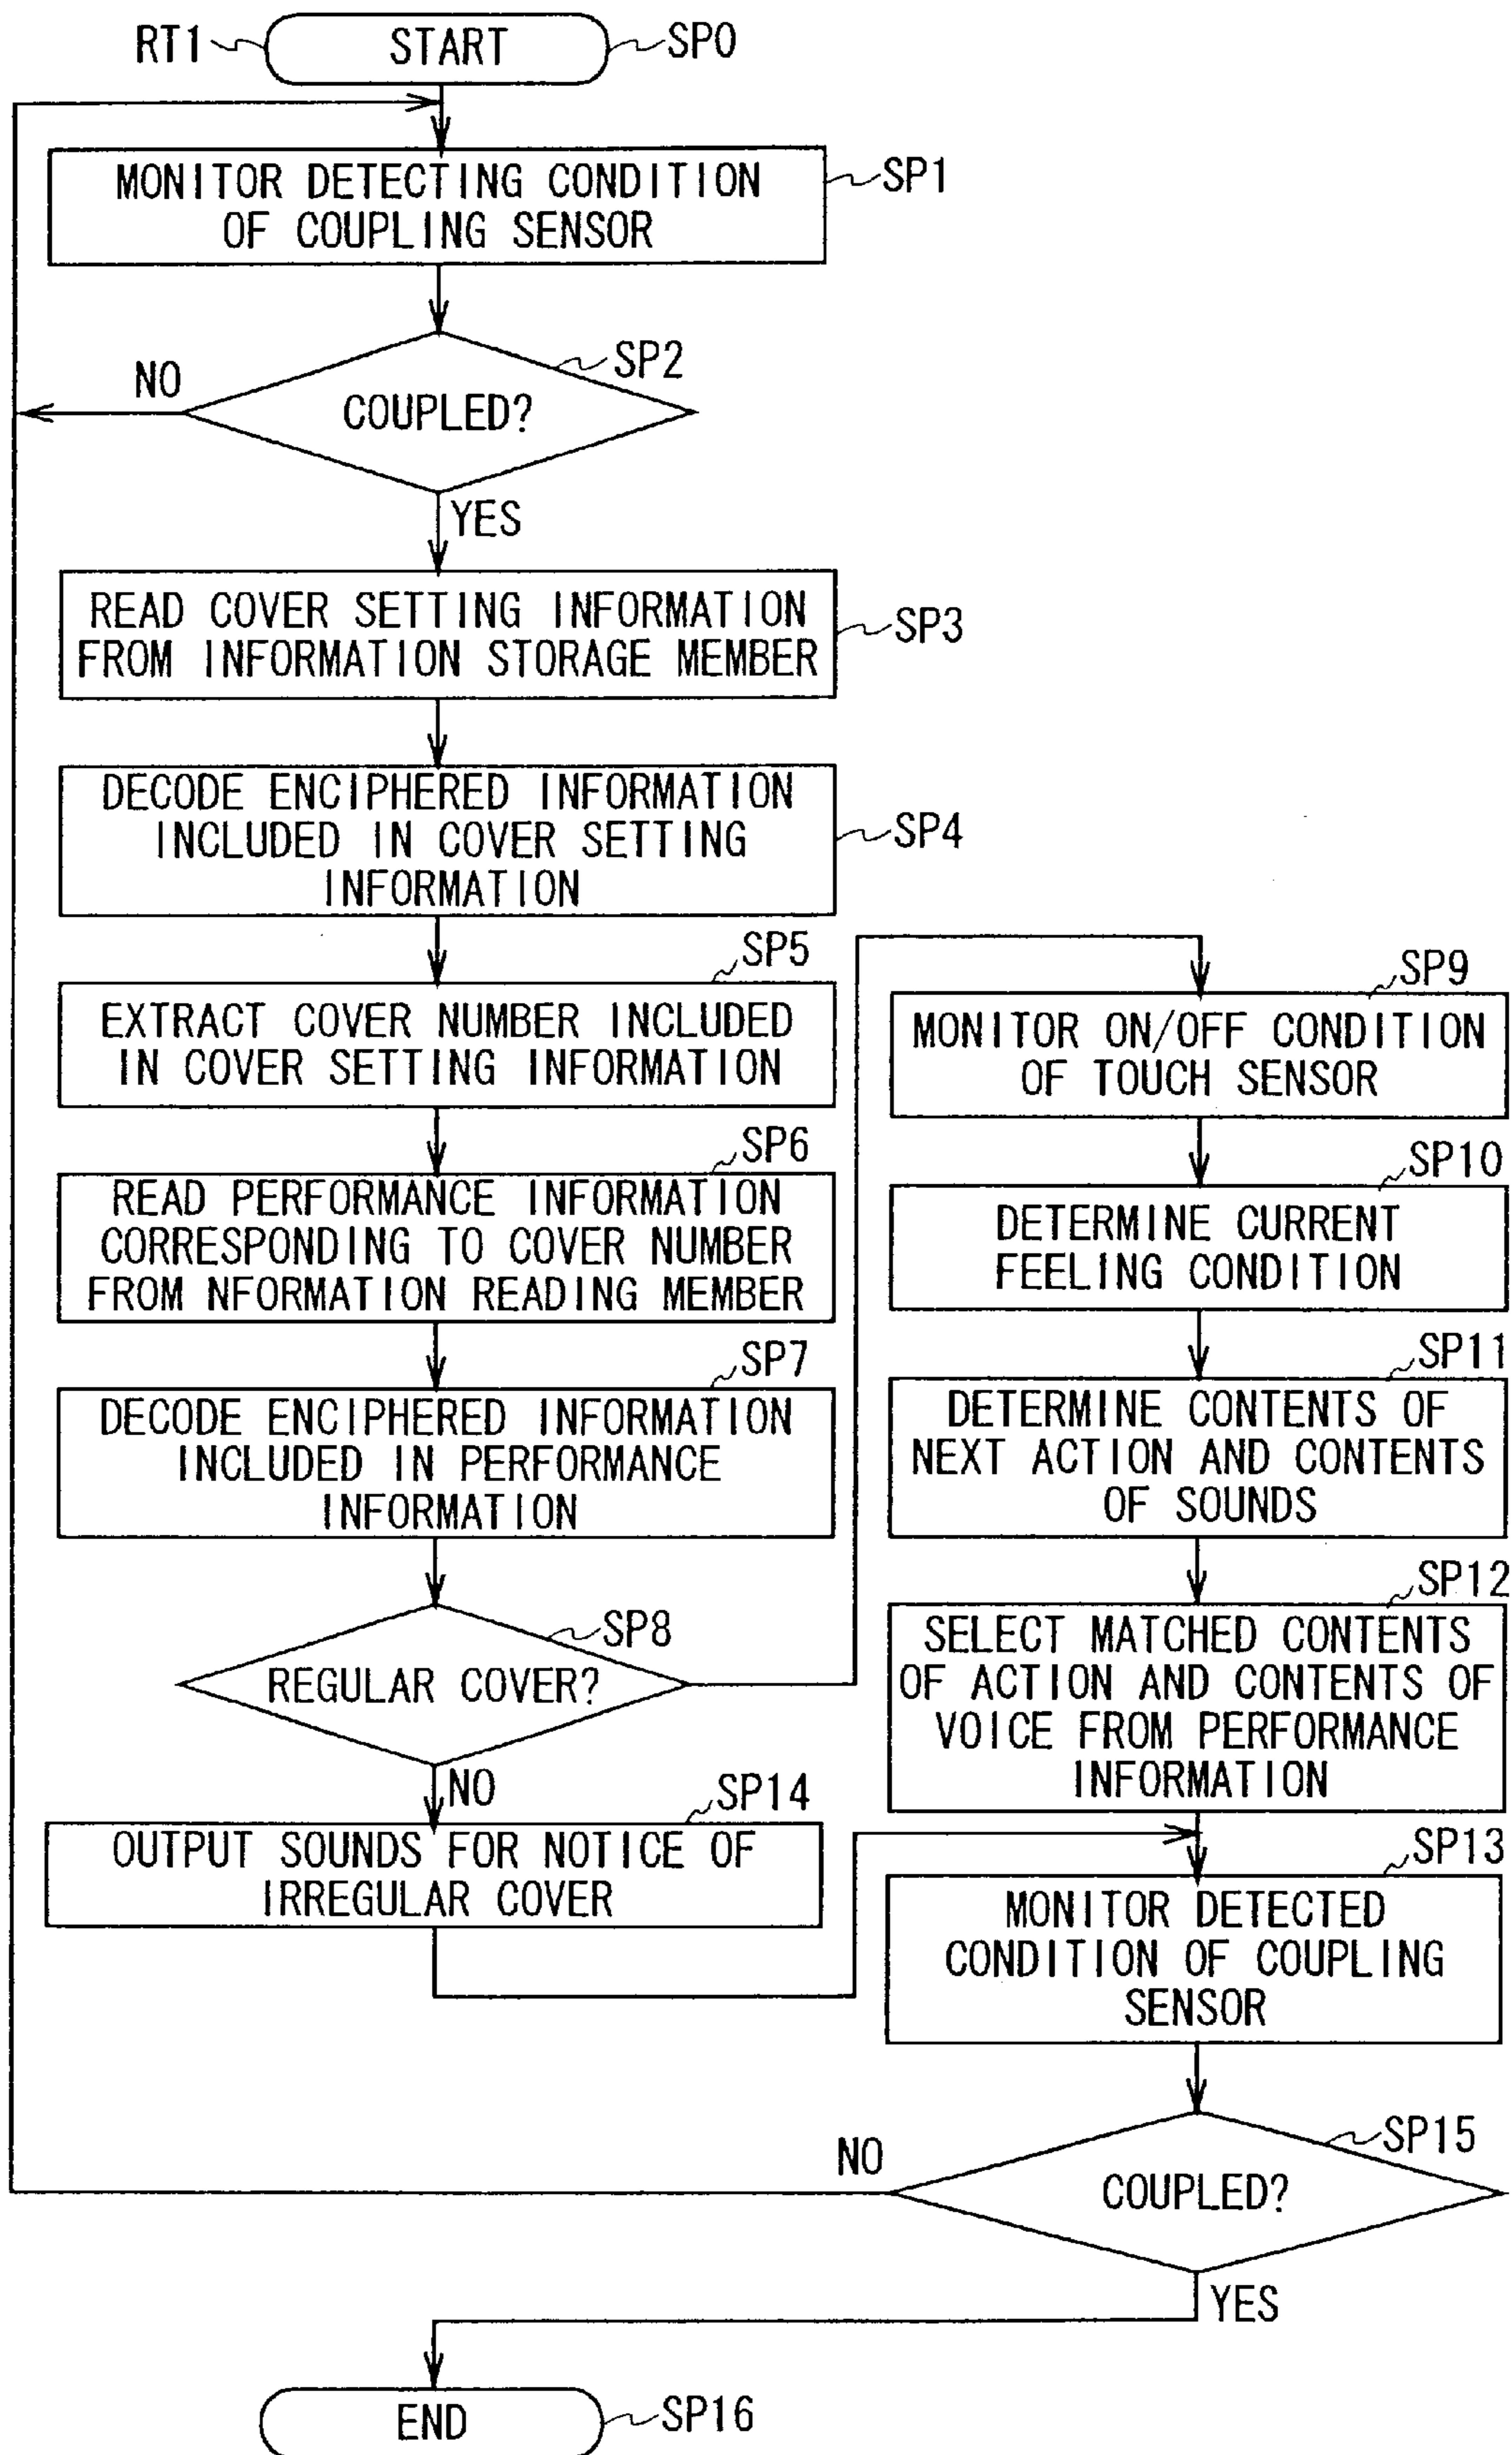 RT1
START
SP0
MONITOR DETECTING CONDITION
OF COUPLING SENSOR
SP1
SP2
NO
COUPLED?
YES
READ COVER SETTING INFORMATION
FROM INFORMATION STORAGE MEMBER
SP3
DECODE ENCIPHERED INFORMATION
INCLUDED IN COVER SETTING
INFORMATION
SP4
SP5
EXTRACT COVER NUMBER INCLUDED
IN COVER SETTING INFORMATION
SP6
READ PERFORMANCE INFORMATION
CORRESPONDING TO COVER NUMBER
FROM NFORMATION READING MEMBER
SP7
DECODE ENCIPHERED INFORMATION
INCLUDED IN PERFORMANCE
INFORMATION
SP8
REGULAR COVER?
NO
SP14
OUTPUT SOUNDS FOR NOTICE OF
IRREGULAR COVER
SP9
MONITOR ON/OFF CONDITION
OF TOUCH SENSOR
SP10
DETERMINE CURRENT
FEELING CONDITION
SP11
DETERMINE CONTENTS OF
NEXT ACTION AND CONTENTS
OF SOUNDS
SP12
SELECT MATCHED CONTENTS
OF ACTION AND CONTENTS OF
VOICE FROM PERFORMANCE
INFORMATION
SP13
MONITOR DETECTED
CONDITION OF COUPLING
SENSOR
SP15
NO
COUPLED?
YES
END
SP16